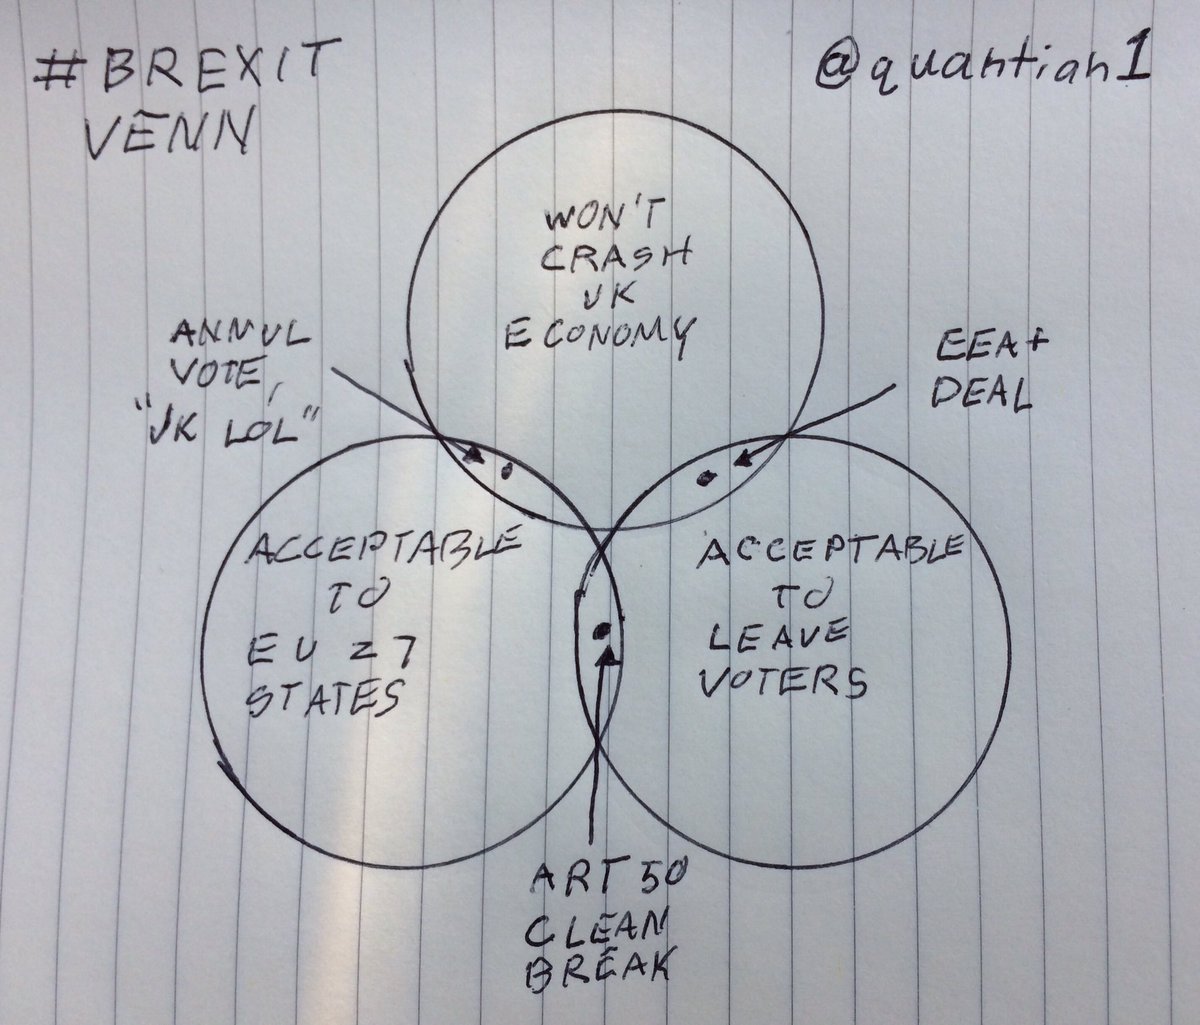 #BREXIT
VENN
@quantian1
WON'T
CRASH
UK
ECONOMY
ANNUL
VOTE,
"UK LOL"
EEA+
DEAL
ACCEPTABLE
TO
EU 27
STATES
ACCEPTABLE
TO
LEAVE
VOTERS
ART 50
CLEAN
BREAK